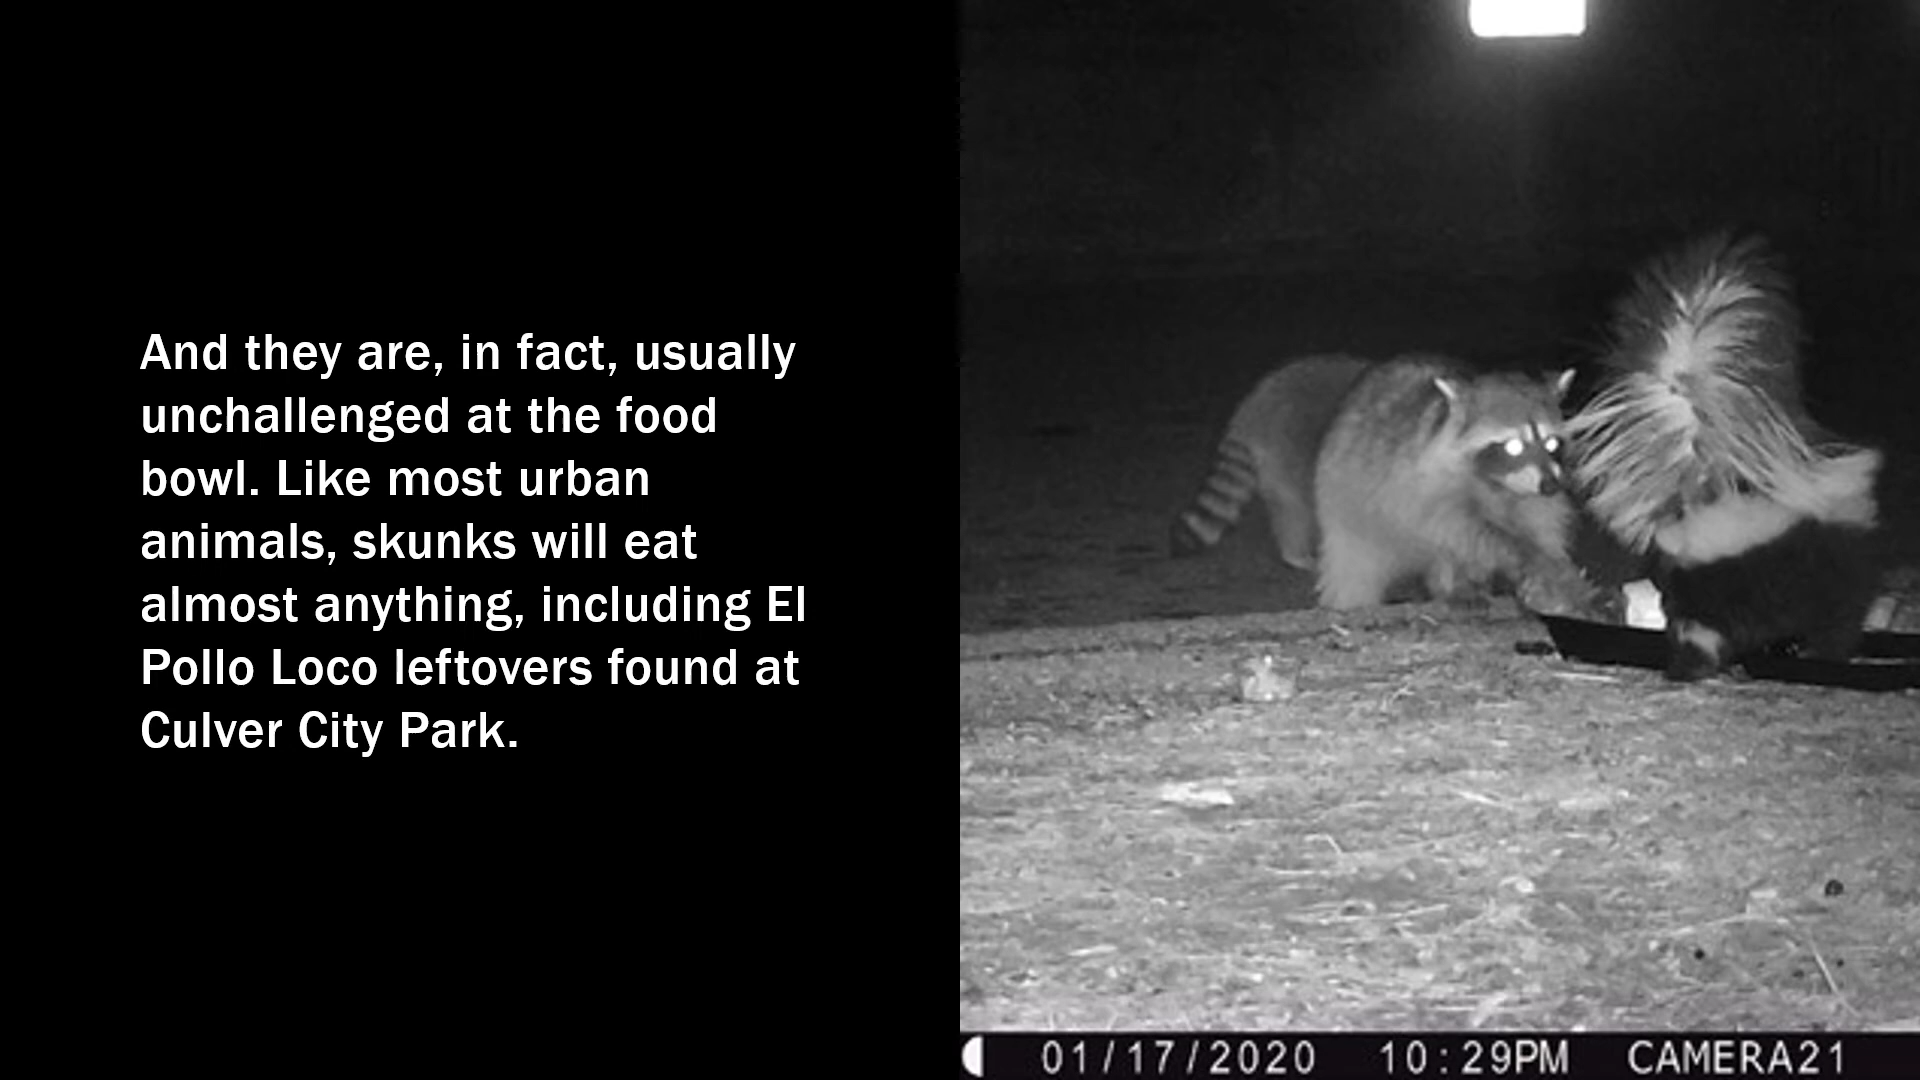 And they are, in fact, usually
unchallenged at the food
bowl. Like most urban
animals, skunks will eat
almost anything, including El
Pollo Loco leftovers found at
Culver City Park.
01/17/2020 10:29PM CAMERA21